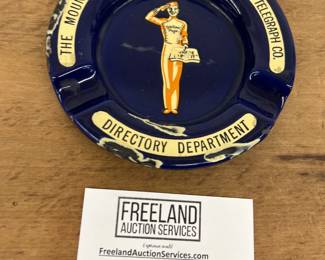 THE MOU
TELEGRAPH CO.
DIRECTORY DEPARTMENT
FREELAND
AUCTION SERVICES
FreelandAuctionServices.com